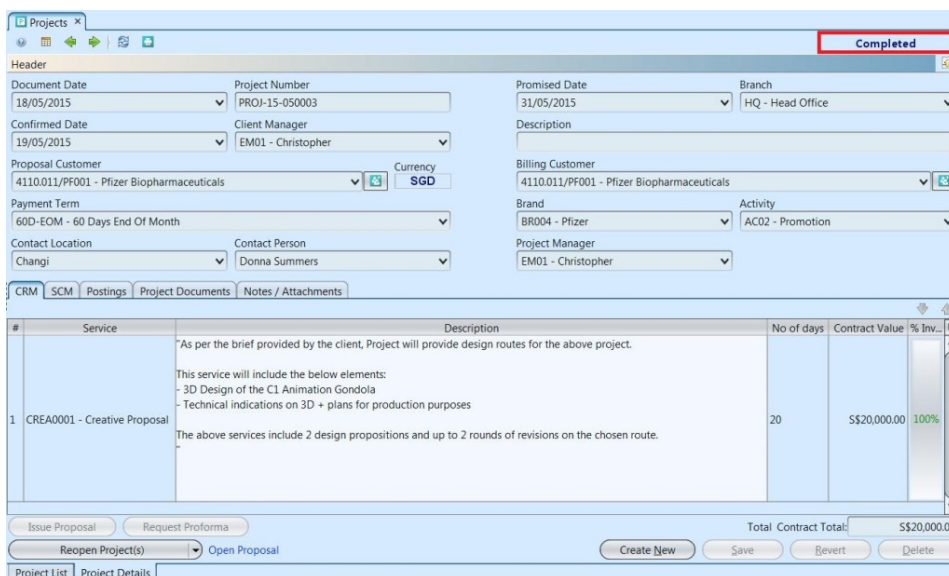 Projects
Completed
Header
Document Date
Project Number
Promised Date
Branch
18/05/2015
PROJ-15-050003
31/05/2015
HQ - Head Office
Confirmed Date
Client Manager
Description
19/05/2015
EM01 - Christopher
Proposal Customer
Currency
Billing Customer
4110.011/PF001 - Pfizer Biopharmaceuticals
SGD
4110.011/PF001 - Pfizer Biopharmaceuticals
Payment Term
Brand
Activity
60D-EOM - 60 Days End Of Month
BR004 - Pfizer
AC02 - Promotion
Contact Location
Contact Person
Project Manager
Changi
Donna Summers
EM01 - Christopher
CRM SCM Postings Project Documents Notes / Attachments
# Service Description No of days Contract Value % Inv...
"As per the brief provided by the client, Project will provide design routes for the above project.
This service will include the below elements:
- 3D Design of the C1 Animation Gondola
- Technical indications on 3D + plans for production purposes
1 CREA0001 - Creative Proposal
20 S$20,000.00 100%
The above services include 2 design propositions and up to 2 rounds of revisions on the chosen route.
"
Issue Proposal Request Proforma Total Contract Total: S$20,000.0
Reopen Project(s) Open Proposal Create New Save Revert Delete
Project List Project Details